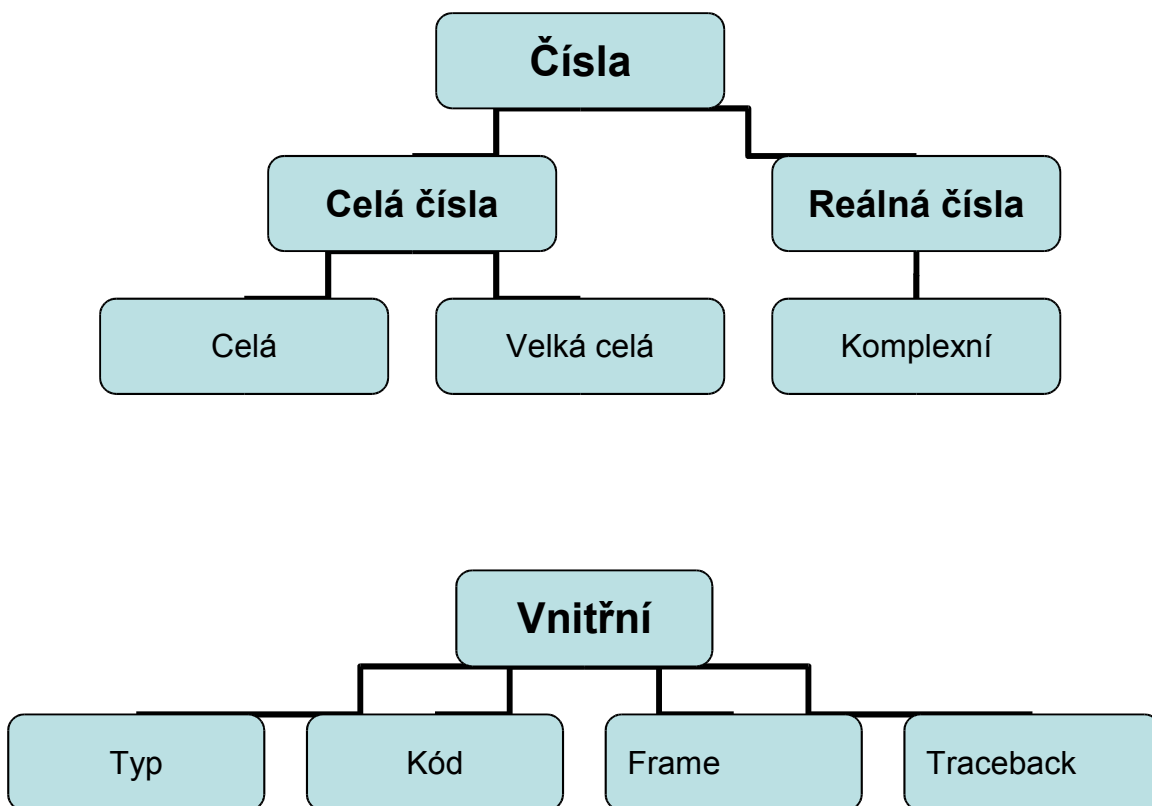 Čísla
Celá čísla
Reálná čísla
Celá
Velká celá
Komplexní
Vnitřní
Typ
Kód
Frame
Traceback